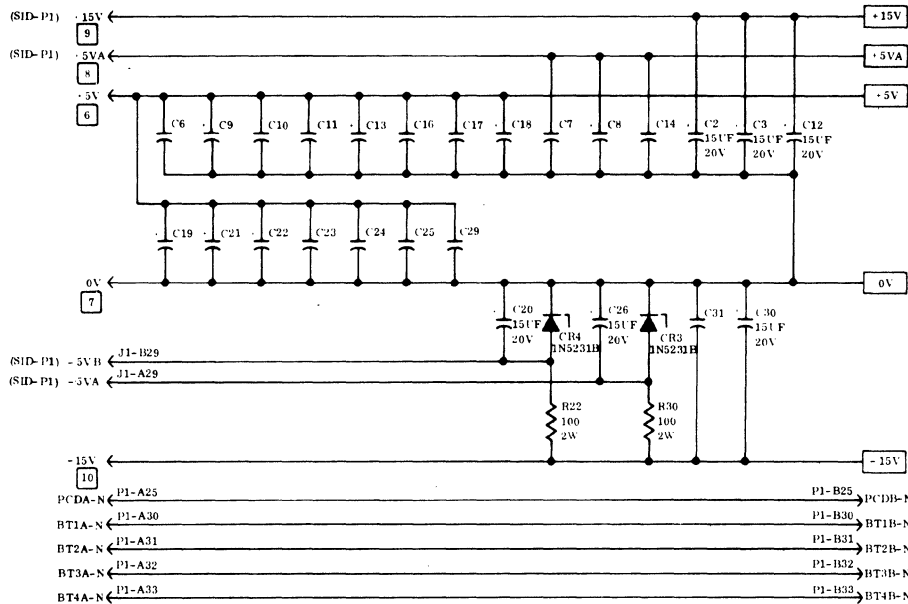 (SID-P1) +15V +15V
9
(SID-P1) +5VA +5VA
8
+5V +5V
6
C6 C9 C10 C11 C13 C16 C17 C18 C7 C8 C14 C2 C3 C12
15UF 15UF 15UF
20V 20V 20V
C19 C21 C22 C23 C24 C25 C29
0V 0V
7
C20 C26 C31 C30
15UF CR4 15UF CR3 15UF
20V 1N5231B 20V 1N5231B 20V
(SID-P1) -5VB J1-B29
(SID-P1) -5VA J1-A29
R22 R30
100 100
2W 2W
-15V -15V
10
PCDA-N P1-A25 P1-B25 PCDB-N
BT1A-N P1-A30 P1-B30 BT1B-N
BT2A-N P1-A31 P1-B31 BT2B-N
BT3A-N P1-A32 P1-B32 BT3B-N
BT4A-N P1-A33 P1-B33 BT4B-N